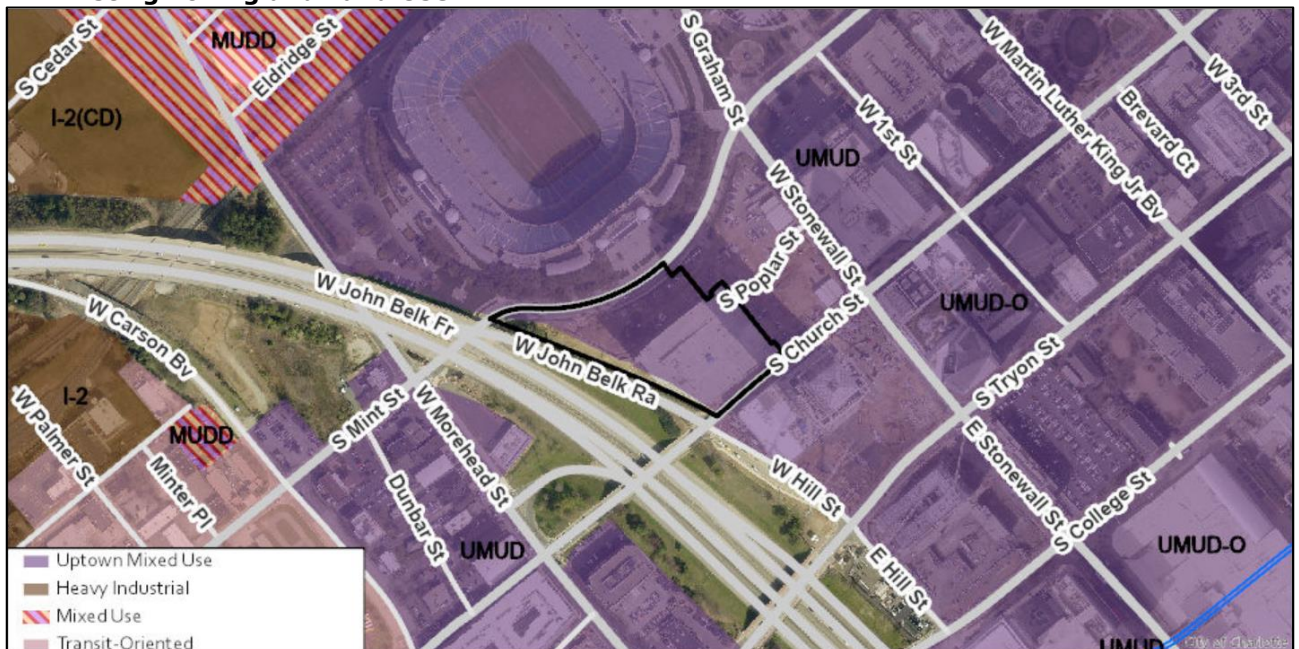 S Cedar St
MUDD
Eldridge St
I-2(CD)
S Graham St
W 1st St
W Martin Luther King Jr Bv
Brevard Ct
W 3rd St
UMUD
W Stonewall St
S Poplar St
S Church St
UMUD-O
W John Belk Fr
W John Belk Ra
W Carson Bv
S Tryon St
I-2
W Palmer St
MUDD
Minter Pl
S Mint St
W Morehead St
Dunbar St
UMUD
W Hill St
E Hill St
E Stonewall St
S College St
UMUD-O
UMUD
Uptown Mixed Use
Heavy Industrial
Mixed Use
Transit-Oriented
City of Charlotte